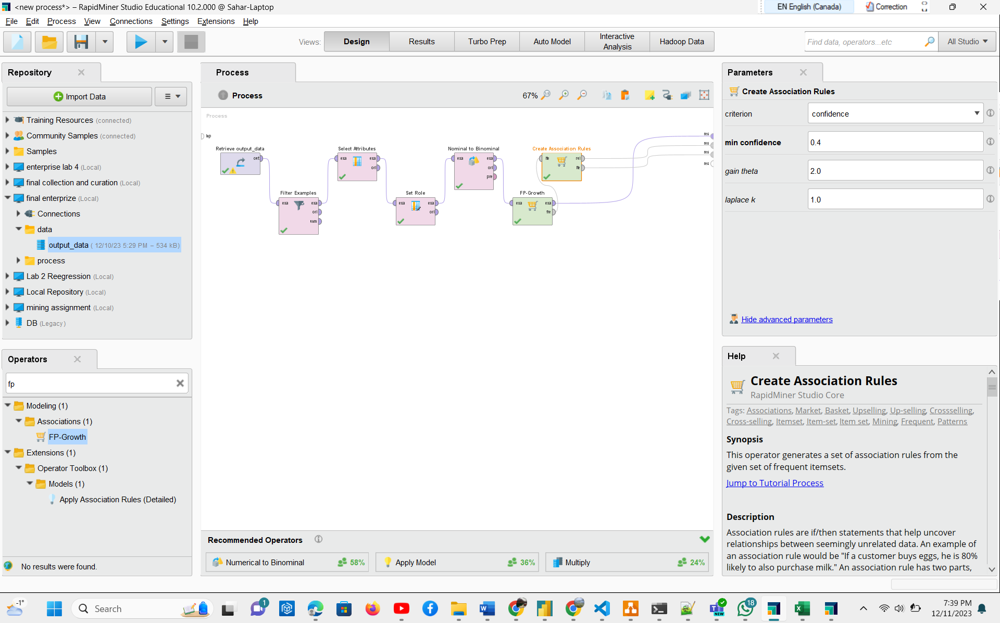 <new process*> – RapidMiner Studio Educational 10.2.000 @ Sahar-Laptop
EN English (Canada)
Correction
File Edit Process View Connections Settings Extensions Help
Views:
Design
Results
Turbo Prep
Auto Model
Interactive
Analysis
Hadoop Data
Find data, operators...etc
All Studio
Repository
Import Data
Training Resources (connected)
Community Samples (connected)
Samples
enterprise lab 4 (Local)
final collection and curation (Local)
final enterprize (Local)
Connections
data
output_data ( 12/10/23 5:29 PM – 534 kB)
process
Lab 2 Reegression (Local)
Local Repository (Local)
mining assignment (Local)
DB (Legacy)
Operators
fp
Modeling (1)
Associations (1)
FP-Growth
Extensions (1)
Operator Toolbox (1)
Models (1)
Apply Association Rules (Detailed)
No results were found.
Process
Process
67%
Process
inp
Retrieve output_data
out
Filter Examples
exa exa
ori
unm
Select Attributes
exa exa
ori
Set Role
exa exa
ori
Nominal to Binominal
exa exa
ori
pre
FP-Growth
exa exa
fre
Create Association Rules
ite rul
ite
res
res
res
res
Recommended Operators
Numerical to Binominal 58%
Apply Model 36%
Multiply 24%
Parameters
Create Association Rules
criterion confidence
min confidence 0.4
gain theta 2.0
laplace k 1.0
Hide advanced parameters
Help
Create Association Rules
RapidMiner Studio Core
Tags: Associations, Market, Basket, Upselling, Up-selling, Crossselling,
Cross-selling, Itemset, Item-set, Item set, Mining, Frequent, Patterns
Synopsis
This operator generates a set of association rules from the
given set of frequent itemsets.
Jump to Tutorial Process
Description
Association rules are if/then statements that help uncover
relationships between seemingly unrelated data. An example of
an association rule would be "If a customer buys eggs, he is 80%
likely to also purchase milk." An association rule has two parts,
-1°
Search
1
NEW
18
7:39 PM
12/11/2023